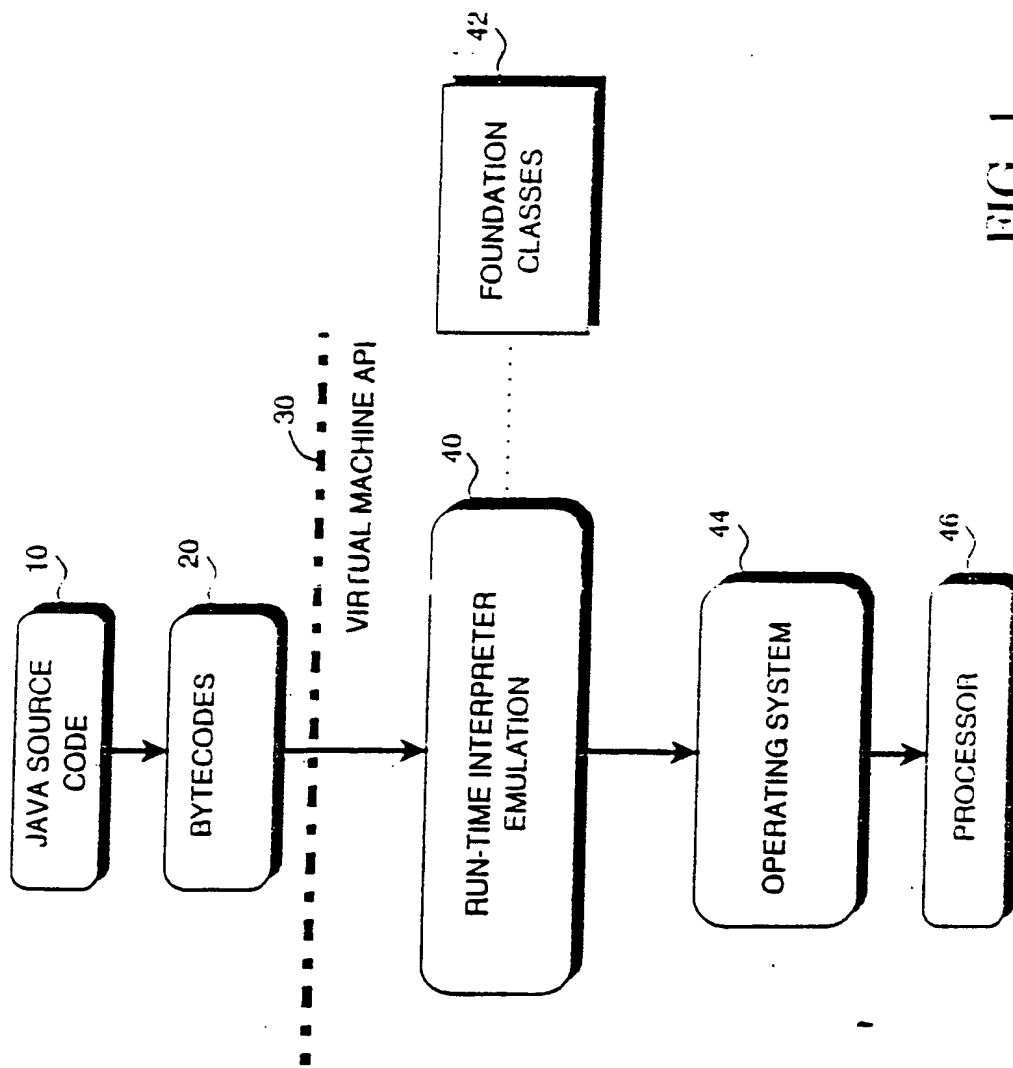 10
JAVA SOURCE
CODE
20
BYTECODES
30
VIRTUAL MACHINE API
40
RUN-TIME INTERPRETER
EMULATION
42
FOUNDATION
CLASSES
44
OPERATING SYSTEM
46
PROCESSOR
FIG. 1